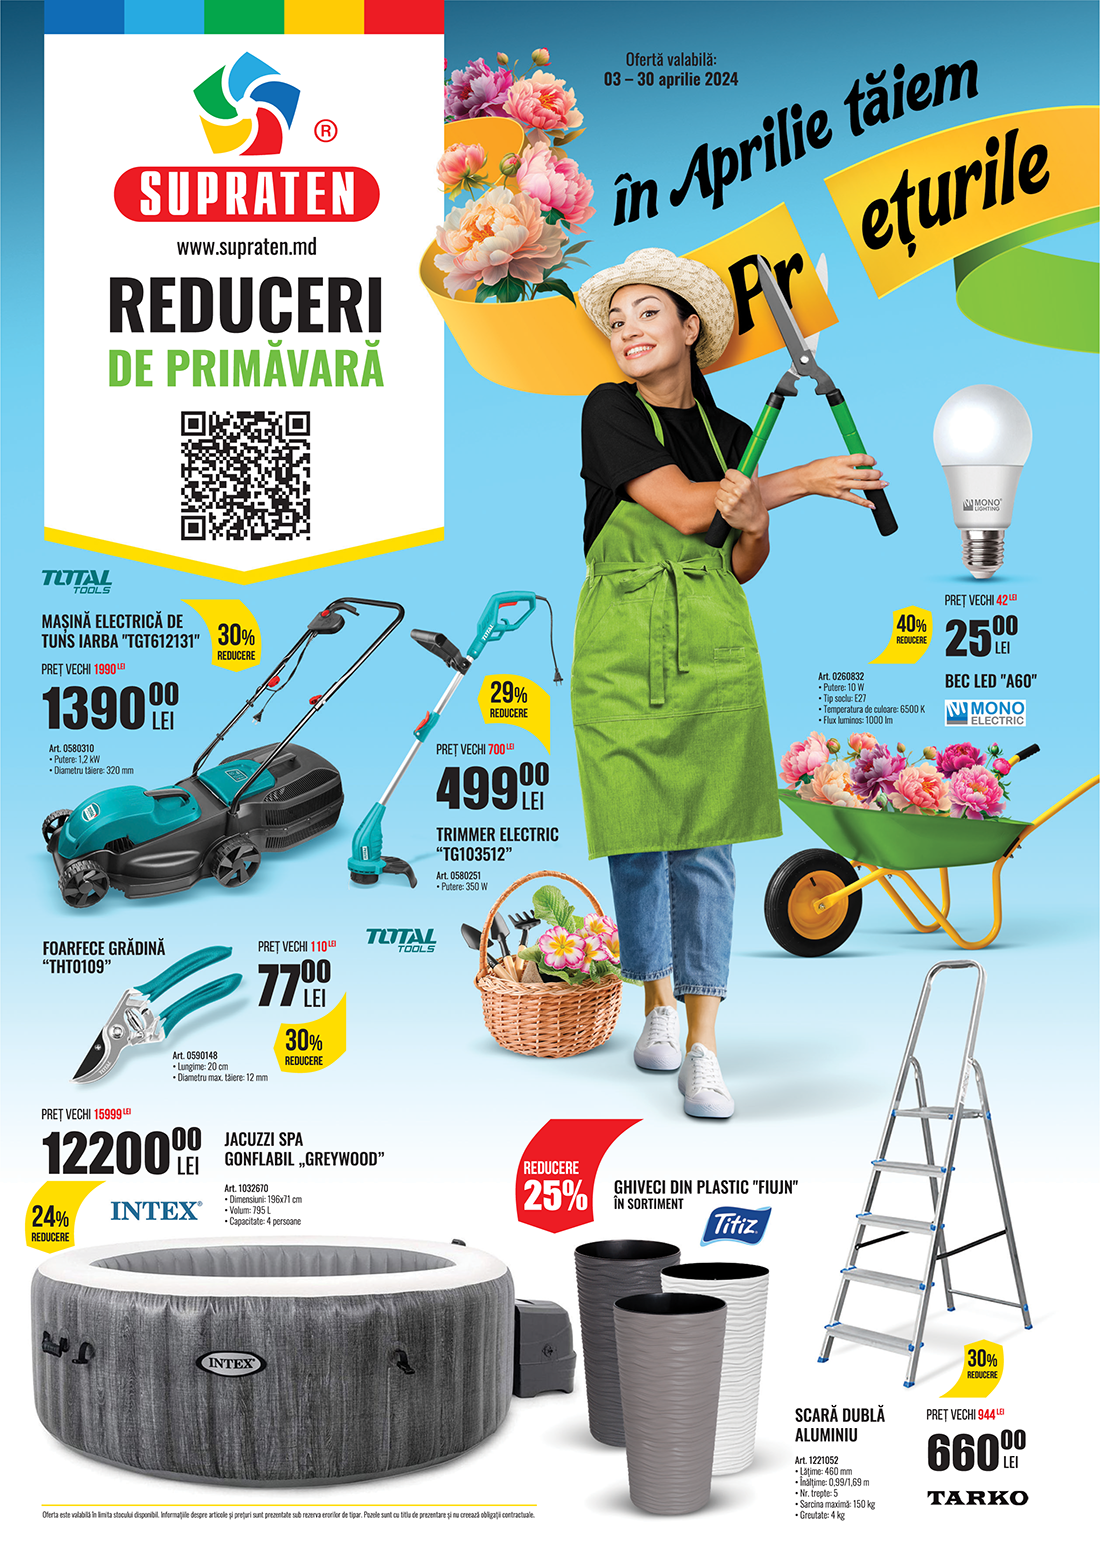 SUPRATEN
®
www.supraten.md
REDUCERI
DE PRIMĂVARĂ
Ofertă valabilă:
03 – 30 aprilie 2024
în Aprilie tăiem
Prețurile
MONO®
LIGHTING
PREȚ VECHI 42 LEI
40%
REDUCERE
25 00 LEI
BEC LED "A60"
MONO
ELECTRIC
Art. 0260832
• Putere: 10 W
• Tip soclu: E27
• Temperatura de culoare: 6500 K
• Flux luminos: 1000 lm
TOTAL
TOOLS
MAȘINĂ ELECTRICĂ DE
TUNS IARBA "TGT612131"
30%
REDUCERE
PREȚ VECHI 1990 LEI
1390 00 LEI
Art. 0580310
• Putere: 1,2 kW
• Diametru tăiere: 320 mm
TOTAL
29%
REDUCERE
PREȚ VECHI 700 LEI
499 00 LEI
TRIMMER ELECTRIC
“TG103512”
Art. 0580251
• Putere: 350 W
TOTAL
TOOLS
FOARFECE GRĂDINĂ
“THT0109”
PREȚ VECHI 110 LEI
77 00 LEI
30%
REDUCERE
Art. 0590148
• Lungime: 20 cm
• Diametru max. tăiere: 12 mm
PREȚ VECHI 15999 LEI
12200 00 LEI
JACUZZI SPA
GONFLABIL „GREYWOOD”
Art. 1032670
• Dimensiuni: 196x71 cm
• Volum: 795 L
• Capacitate: 4 persoane
24%
REDUCERE
INTEX®
INTEX
REDUCERE
25%
GHIVECI DIN PLASTIC "FIUJN"
ÎN SORTIMENT
Titiz
30%
REDUCERE
SCARĂ DUBLĂ
ALUMINIU
PREȚ VECHI 944 LEI
660 00 LEI
Art. 1221052
• Lățime: 460 mm
• Înălțime: 0,99/1,69 m
• Nr. trepte: 5
• Sarcina maximă: 150 kg
• Greutate: 4 kg
TARKO
Oferta este valabilă în limita stocului disponibil. Informațiile despre articole și prețuri sunt prezentate sub rezerva erorilor de tipar. Pozele sunt cu titlu de prezentare și nu creează obligații contractuale.